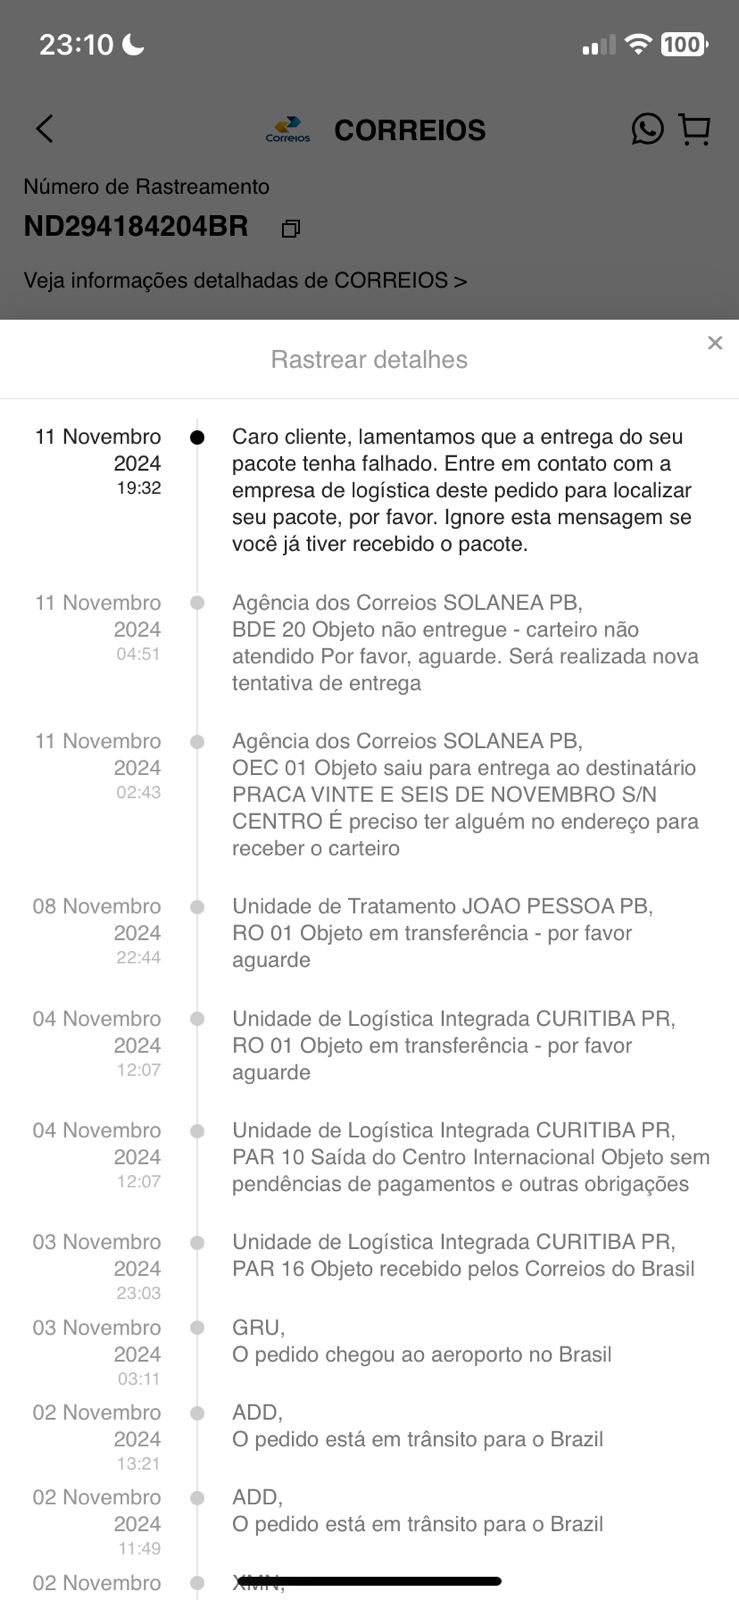 23:10
100
Correios
CORREIOS
Número de Rastreamento
ND294184204BR
Veja informações detalhadas de CORREIOS >
Rastrear detalhes
11 Novembro
2024
19:32
Caro cliente, lamentamos que a entrega do seu
pacote tenha falhado. Entre em contato com a
empresa de logística deste pedido para localizar
seu pacote, por favor. Ignore esta mensagem se
você já tiver recebido o pacote.
11 Novembro
2024
04:51
Agência dos Correios SOLANEA PB,
BDE 20 Objeto não entregue - carteiro não
atendido Por favor, aguarde. Será realizada nova
tentativa de entrega
11 Novembro
2024
02:43
Agência dos Correios SOLANEA PB,
OEC 01 Objeto saiu para entrega ao destinatário
PRACA VINTE E SEIS DE NOVEMBRO S/N
CENTRO É preciso ter alguém no endereço para
receber o carteiro
08 Novembro
2024
22:44
Unidade de Tratamento JOAO PESSOA PB,
RO 01 Objeto em transferência - por favor
aguarde
04 Novembro
2024
12:07
Unidade de Logística Integrada CURITIBA PR,
RO 01 Objeto em transferência - por favor
aguarde
04 Novembro
2024
12:07
Unidade de Logística Integrada CURITIBA PR,
PAR 10 Saída do Centro Internacional Objeto sem
pendências de pagamentos e outras obrigações
03 Novembro
2024
23:03
Unidade de Logística Integrada CURITIBA PR,
PAR 16 Objeto recebido pelos Correios do Brasil
03 Novembro
2024
03:11
GRU,
O pedido chegou ao aeroporto no Brasil
02 Novembro
2024
13:21
ADD,
O pedido está em trânsito para o Brazil
02 Novembro
2024
11:49
ADD,
O pedido está em trânsito para o Brazil
02 Novembro
XMN,